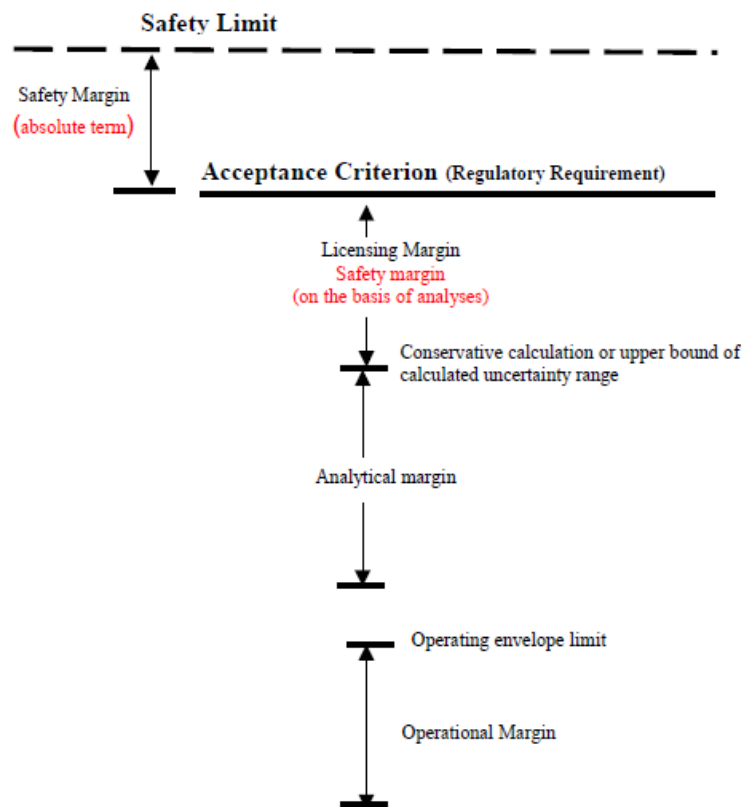 Safety Limit
Safety Margin
(absolute term)
Acceptance Criterion (Regulatory Requirement)
Licensing Margin
Safety margin
(on the basis of analyses)
Conservative calculation or upper bound of
calculated uncertainty range
Analytical margin
Operating envelope limit
Operational Margin